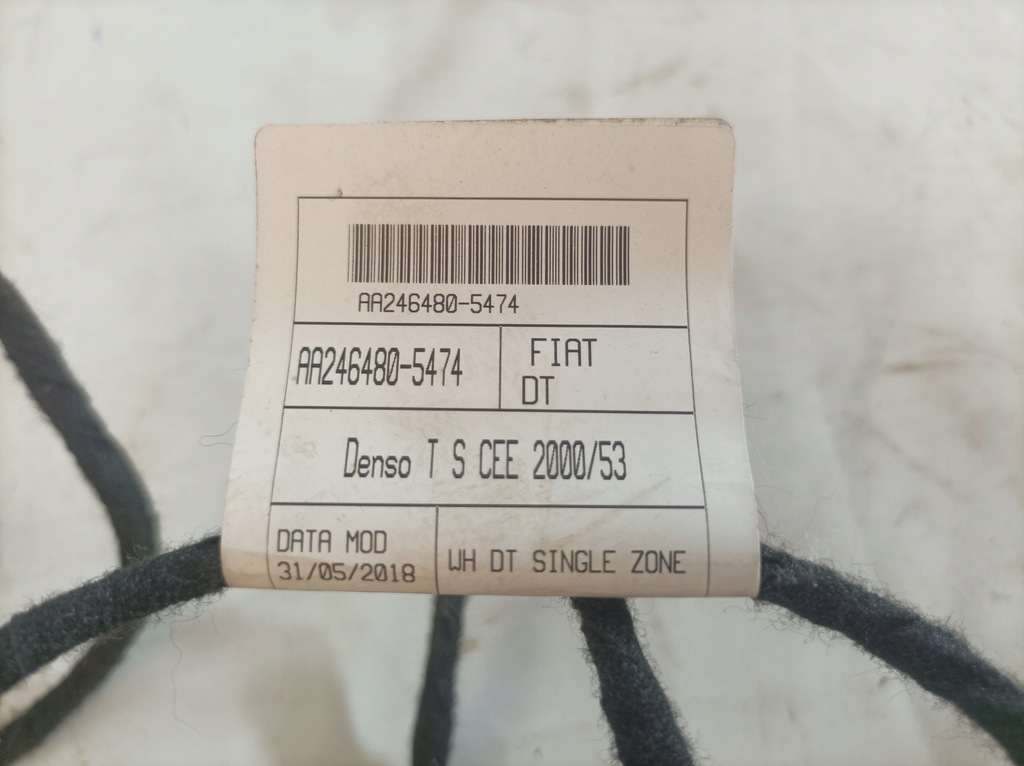 AA246480-5474
AA246480-5474
FIAT
DT
Denso T S CEE 2000/53
DATA MOD
31/05/2018
WH DT SINGLE ZONE